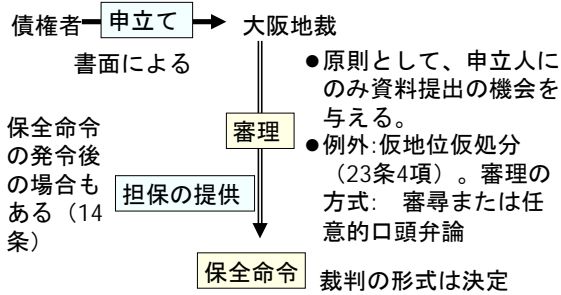 債権者 申立て 大阪地裁
書面による
●原則として、申立人に
のみ資料提出の機会を
与える。
●例外:仮地位仮処分
（23条4項）。審理の
方式: 審尋または任
意的口頭弁論
審理
保全命令
の発令後
の場合も
ある（14
条）
担保の提供
保全命令 裁判の形式は決定